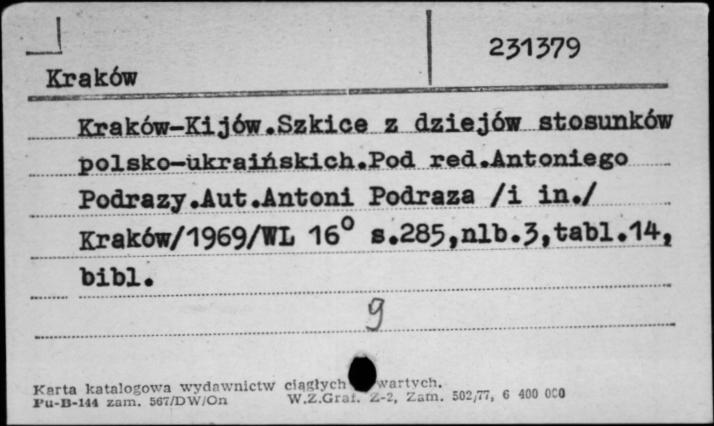 231379
Kraków
Kraków-Kijów.Szkice z dziejów stosunków
polsko-ukraińskich.Pod red.Antoniego
Podrazy.Aut.Antoni Podraza /i in./
Kraków/1969/WL 16° s.285,nlb.3,tabl.14,
bibl.
9
Karta katalogowa wydawnictw ciągłych wartych.
Pu-B-144 zam. 567/DW/On W.Z.Graf. Z-2, Zam. 502/77, 6 400 000